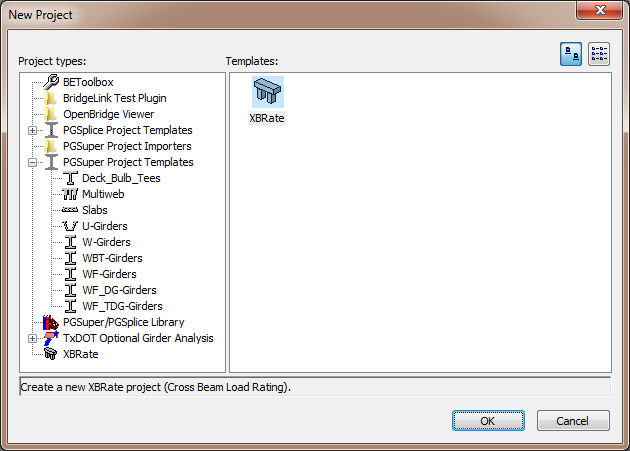 New Project
Project types:
Templates:
BEToolbox
BridgeLink Test Plugin
OpenBridge Viewer
PGSplice Project Templates
PGSuper Project Importers
PGSuper Project Templates
Deck_Bulb_Tees
Multiweb
Slabs
U-Girders
W-Girders
WBT-Girders
WF-Girders
WF_DG-Girders
WF_TDG-Girders
PGSuper/PGSplice Library
TxDOT Optional Girder Analysis
XBRate
XBRate
Create a new XBRate project (Cross Beam Load Rating).
OK
Cancel